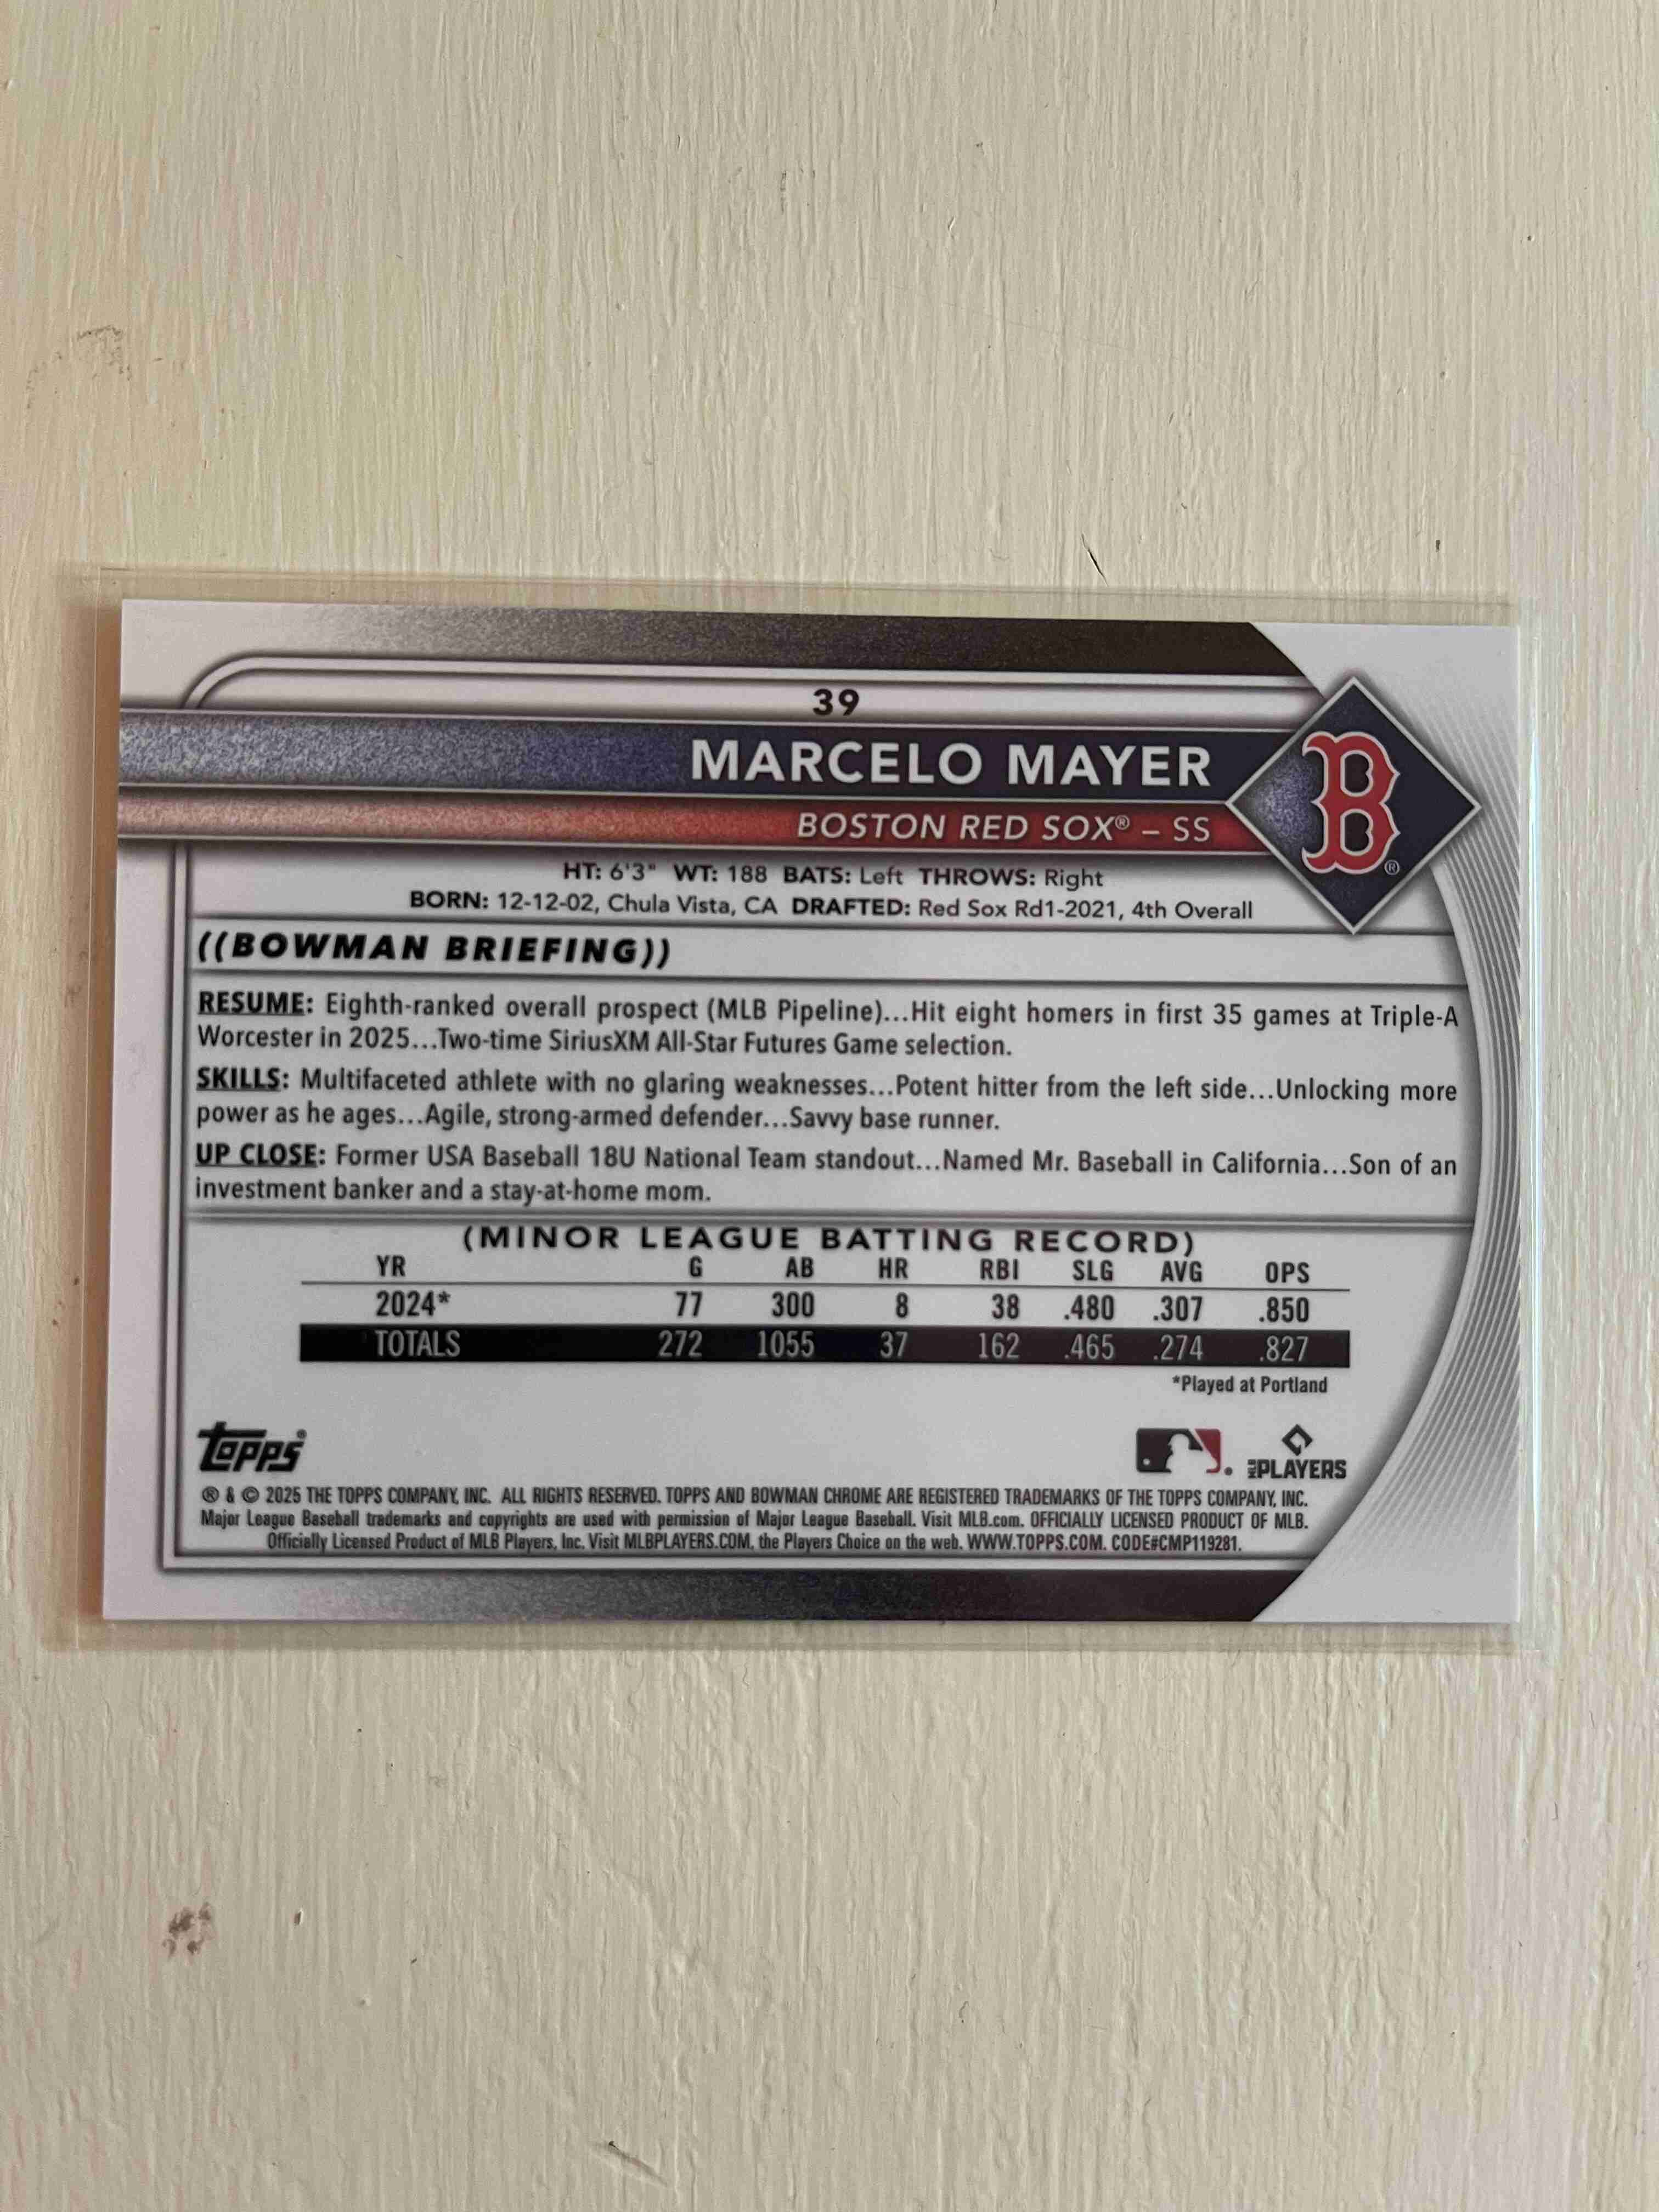 39
MARCELO MAYER
BOSTON RED SOX® – SS
B
®
HT: 6'3" WT: 188 BATS: Left THROWS: Right
BORN: 12-12-02, Chula Vista, CA DRAFTED: Red Sox Rd1-2021, 4th Overall
((BOWMAN BRIEFING))
RESUME: Eighth-ranked overall prospect (MLB Pipeline)...Hit eight homers in first 35 games at Triple-A
Worcester in 2025...Two-time SiriusXM All-Star Futures Game selection.
SKILLS: Multifaceted athlete with no glaring weaknesses...Potent hitter from the left side...Unlocking more
power as he ages...Agile, strong-armed defender...Savvy base runner.
UP CLOSE: Former USA Baseball 18U National Team standout...Named Mr. Baseball in California...Son of an
investment banker and a stay-at-home mom.
(MINOR LEAGUE BATTING RECORD)
YR G AB HR RBI SLG AVG OPS
2024* 77 300 8 38 .480 .307 .850
TOTALS 272 1055 37 162 .465 .274 .827
*Played at Portland
Topps®
MLB PLAYERS
® & © 2025 THE TOPPS COMPANY, INC. ALL RIGHTS RESERVED. TOPPS AND BOWMAN CHROME ARE REGISTERED TRADEMARKS OF THE TOPPS COMPANY, INC.
Major League Baseball trademarks and copyrights are used with permission of Major League Baseball. Visit MLB.com. OFFICIALLY LICENSED PRODUCT OF MLB.
Officially Licensed Product of MLB Players, Inc. Visit MLBPLAYERS.COM, the Players Choice on the web. WWW.TOPPS.COM. CODE#CMP119281.